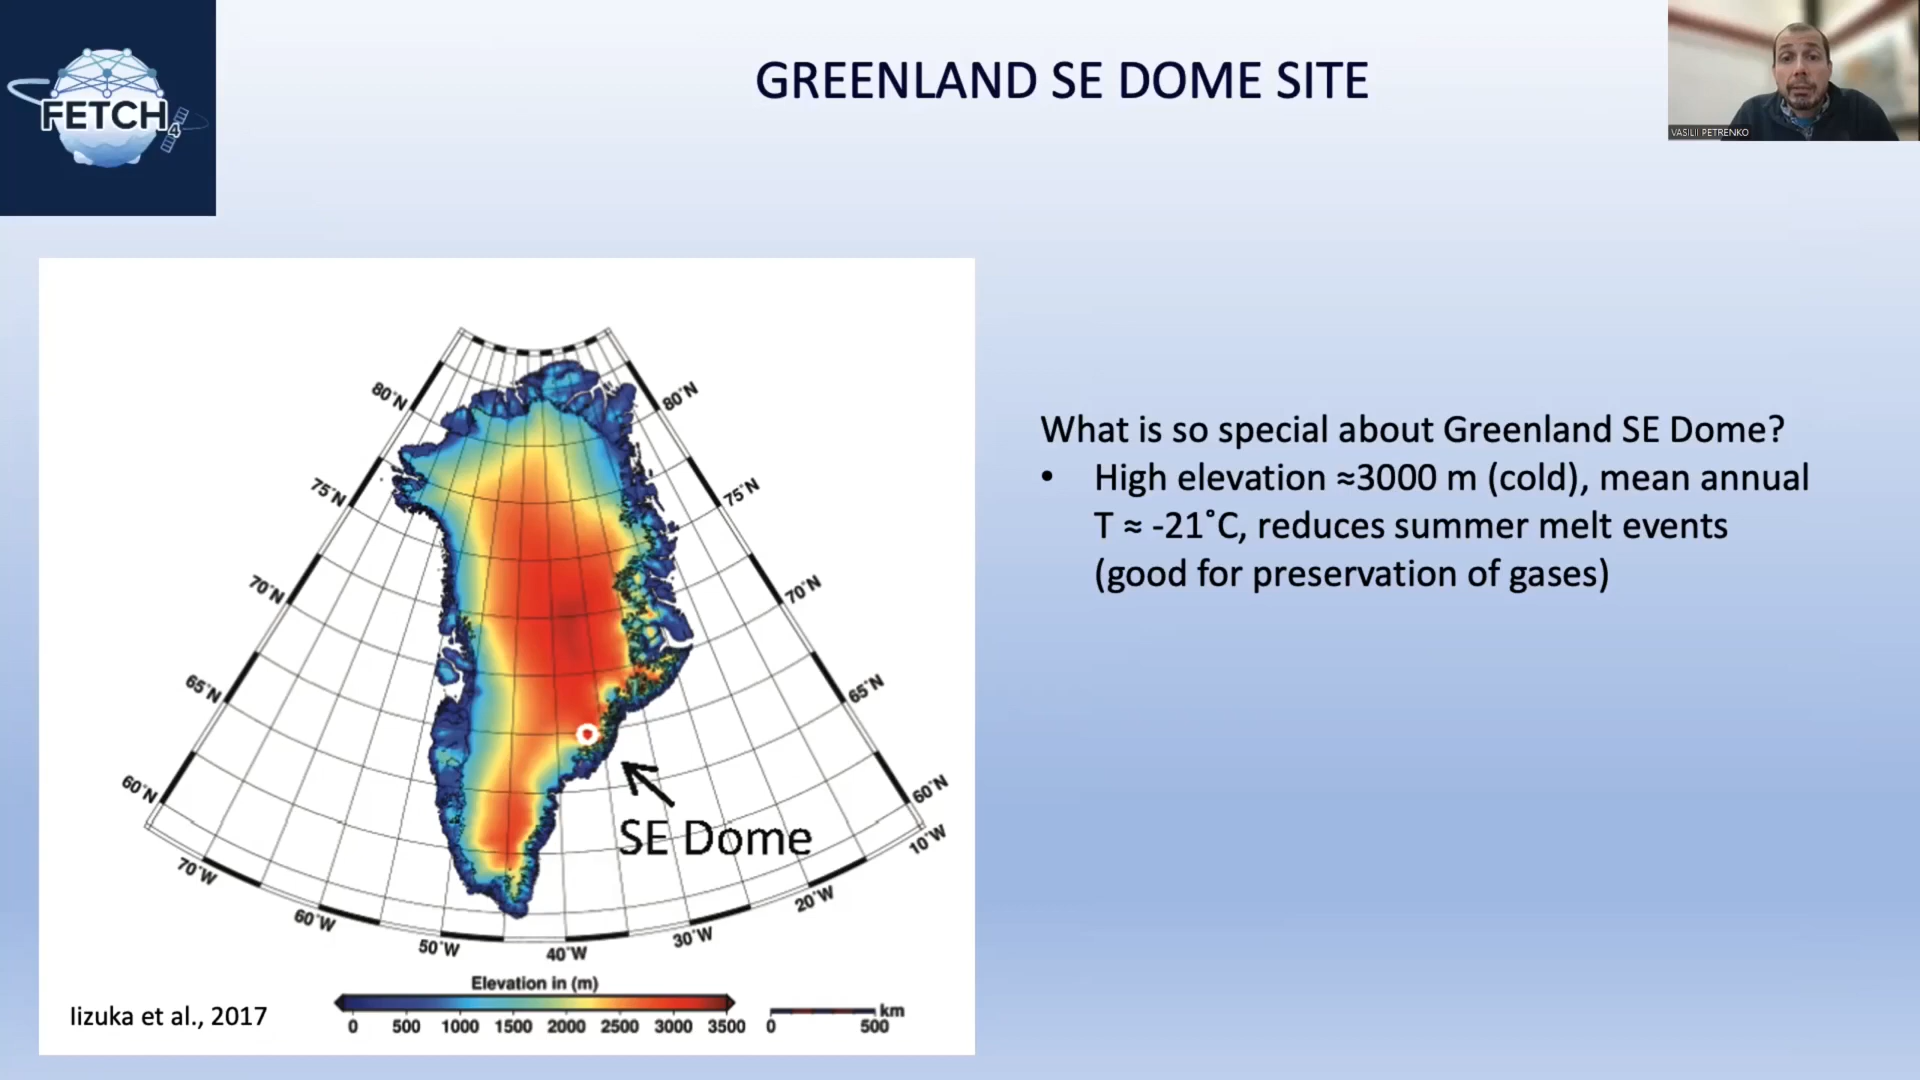 FETCH4
GREENLAND SE DOME SITE
VASILII PETRENKO
80°N
80°N
75°N
75°N
70°N
70°N
65°N
65°N
60°N
60°N
10°W
70°W
20°W
60°W
30°W
50°W
40°W
SE Dome
Elevation in (m)
0 500 1000 1500 2000 2500 3000 3500
km
0 500
Iizuka et al., 2017
What is so special about Greenland SE Dome?
• High elevation ≈3000 m (cold), mean annual
T ≈ -21˚C, reduces summer melt events
(good for preservation of gases)